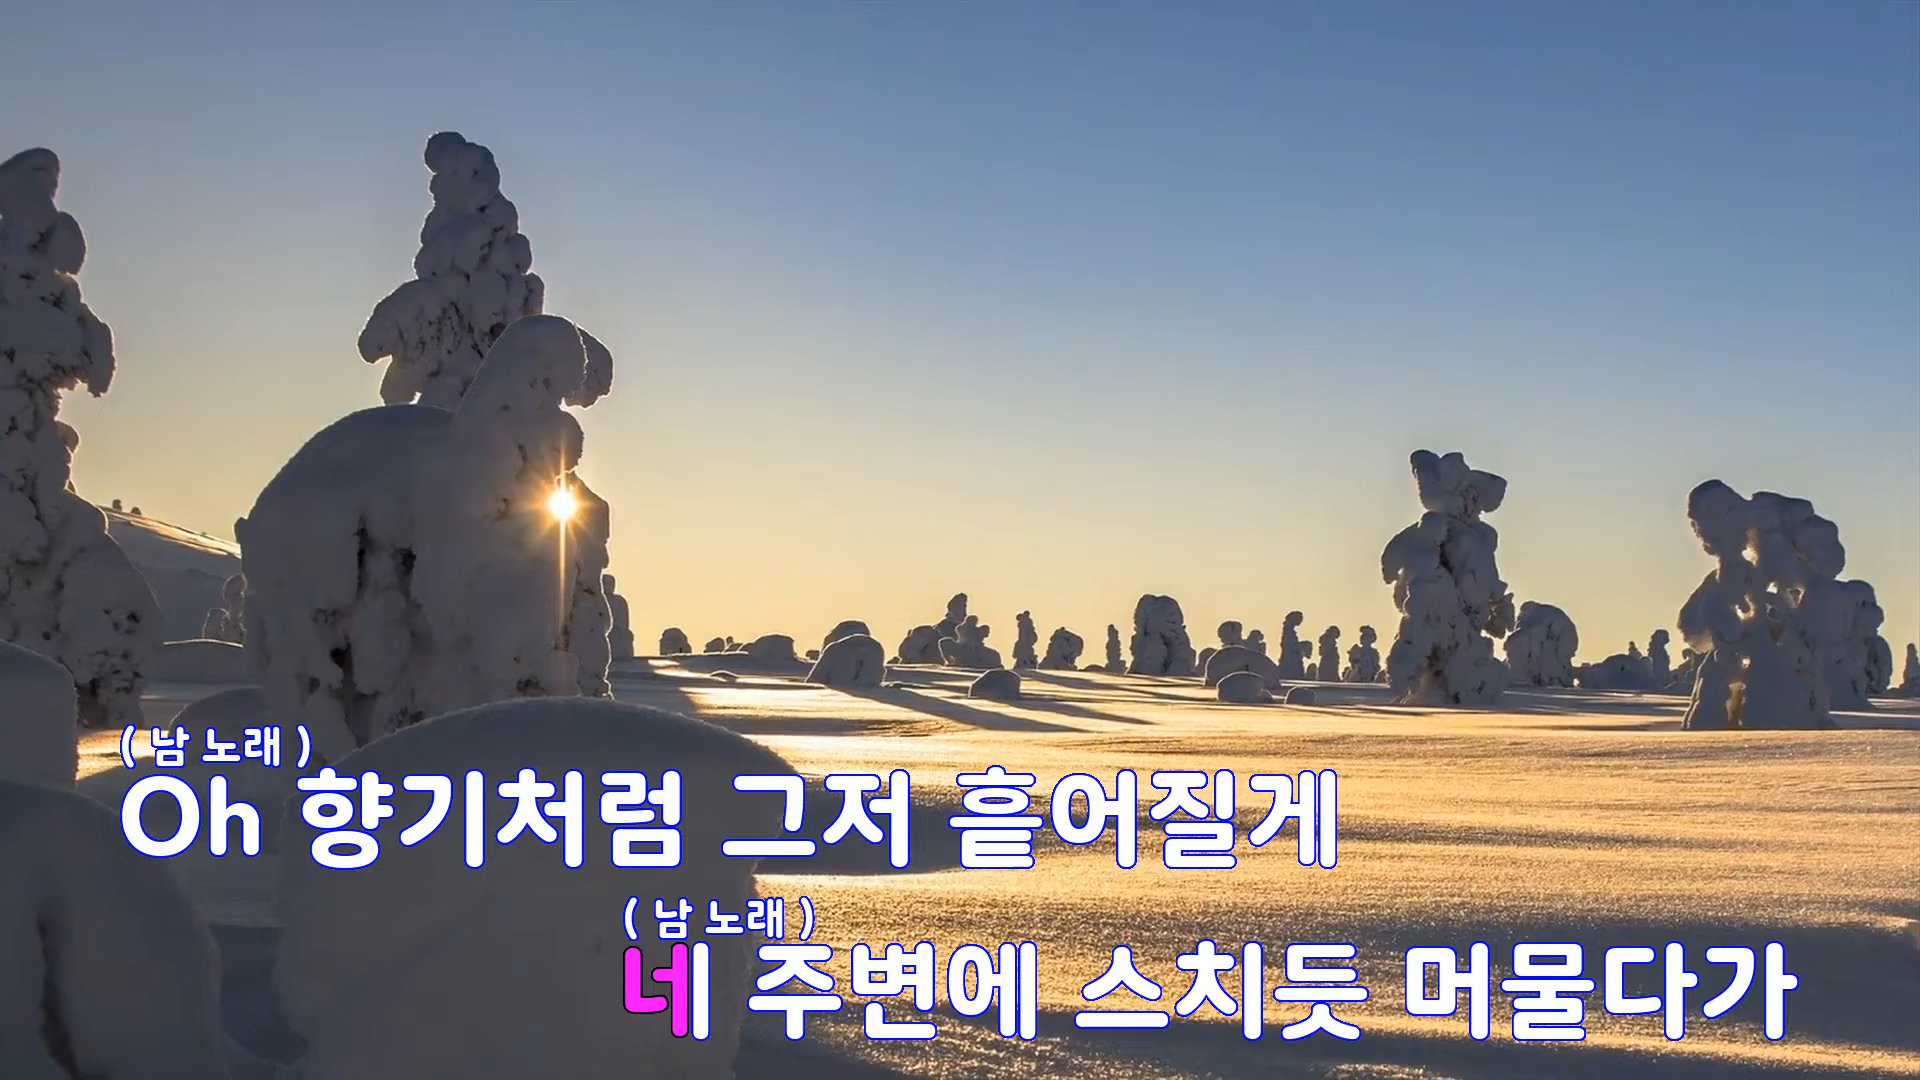 ( 남 노래 )
Oh 향기처럼 그저 흩어질게
( 남 노래 )
네 주변에 스치듯 머물다가